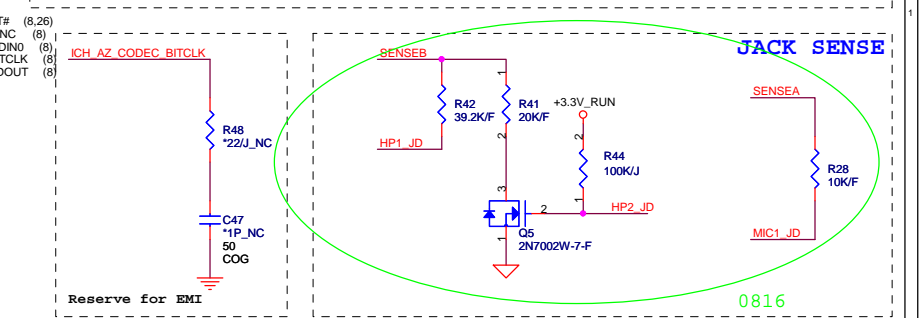 T# (8,26)
NC (8)
DIN0 (8)
TCLK (8)
DOUT (8)
ICH_AZ_CODEC_BITCLK
R48
*22/J_NC
C47
*1P_NC
50
COG
Reserve for EMI
JACK SENSE
SENSEB
1
R42
39.2K/F
R41
20K/F
2
HP1_JD
+3.3V_RUN
2
R44
100K/J
1
3
2
HP2_JD
Q5
2N7002W-7-F
1
SENSEA
R28
10K/F
MIC1_JD
0816
1